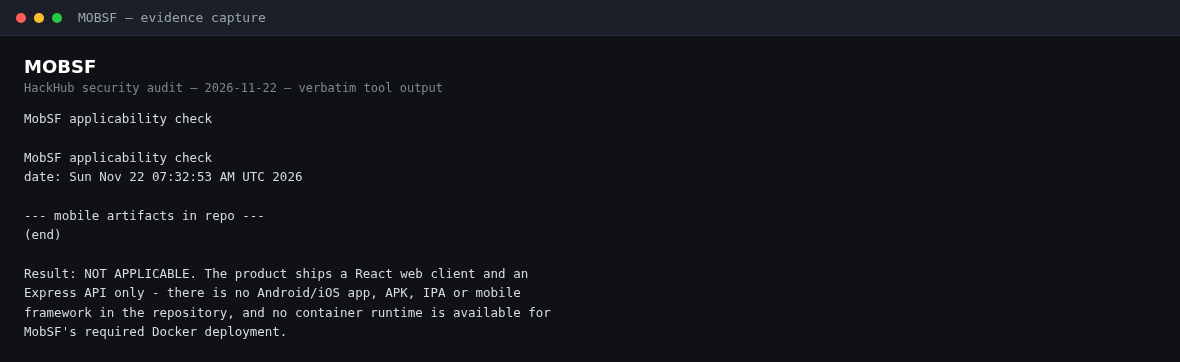 MOBSF — evidence capture
MOBSF
HackHub security audit — 2026-11-22 — verbatim tool output
MobSF applicability check
MobSF applicability check
date: Sun Nov 22 07:32:53 AM UTC 2026
--- mobile artifacts in repo ---
(end)
Result: NOT APPLICABLE. The product ships a React web client and an
Express API only - there is no Android/iOS app, APK, IPA or mobile
framework in the repository, and no container runtime is available for
MobSF's required Docker deployment.